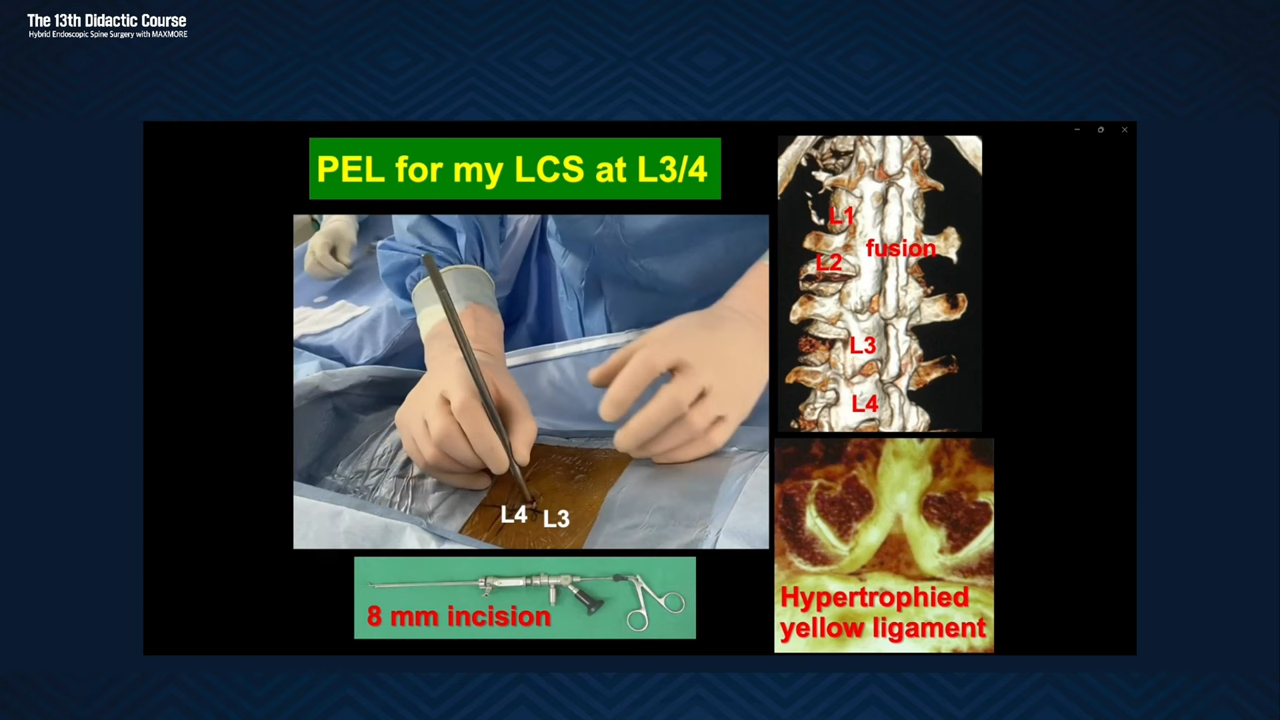 The 13th Didactic Course
Hybrid Endoscopic Spine Surgery with MAXMORE
PEL for my LCS at L3/4
L4 L3
8 mm incision
L1
fusion
L2
L3
L4
Hypertrophied
yellow ligament